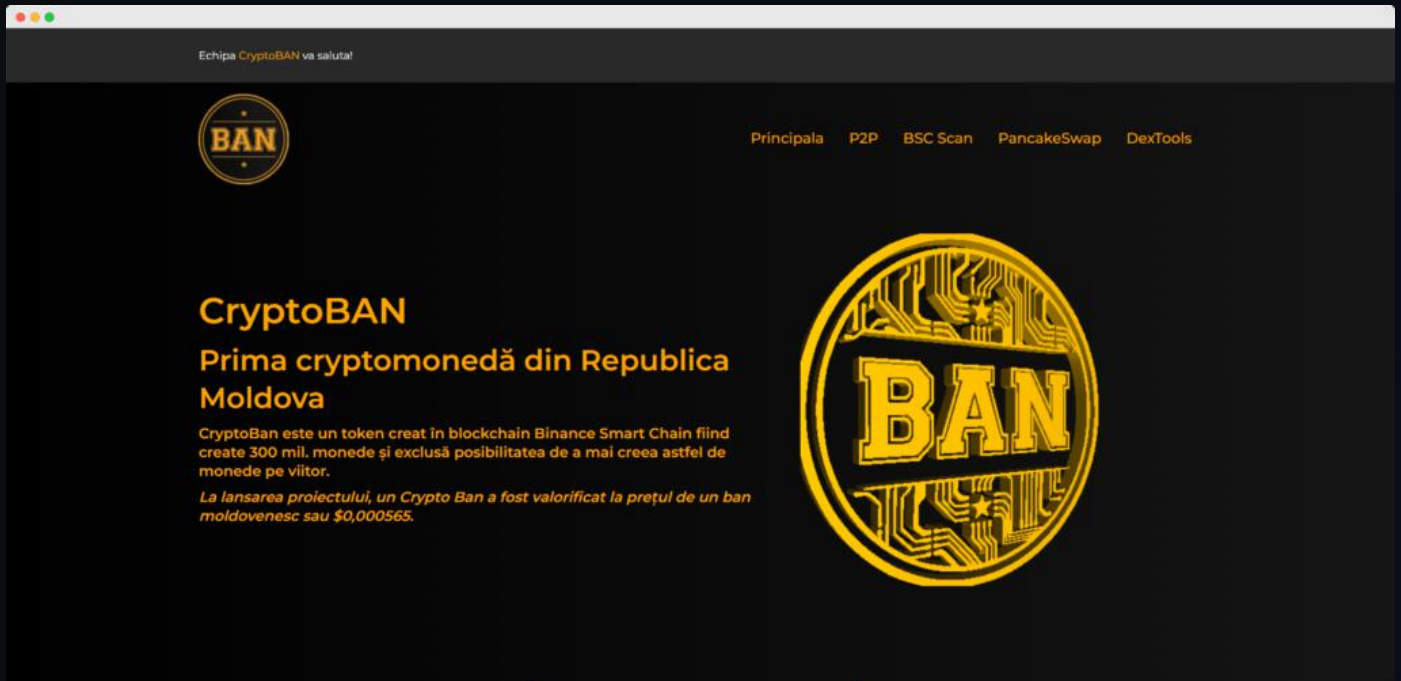 Echipa CryptoBAN va saluta!
BAN
Principala P2P BSC Scan PancakeSwap DexTools
CryptoBAN
Prima cryptomonedă din Republica
Moldova
CryptoBan este un token creat în blockchain Binance Smart Chain fiind
create 300 mil. monede și exclusă posibilitatea de a mai creea astfel de
monede pe viitor.
La lansarea proiectului, un Crypto Ban a fost valorificat la prețul de un ban
moldovenesc sau $0,000565.
BAN